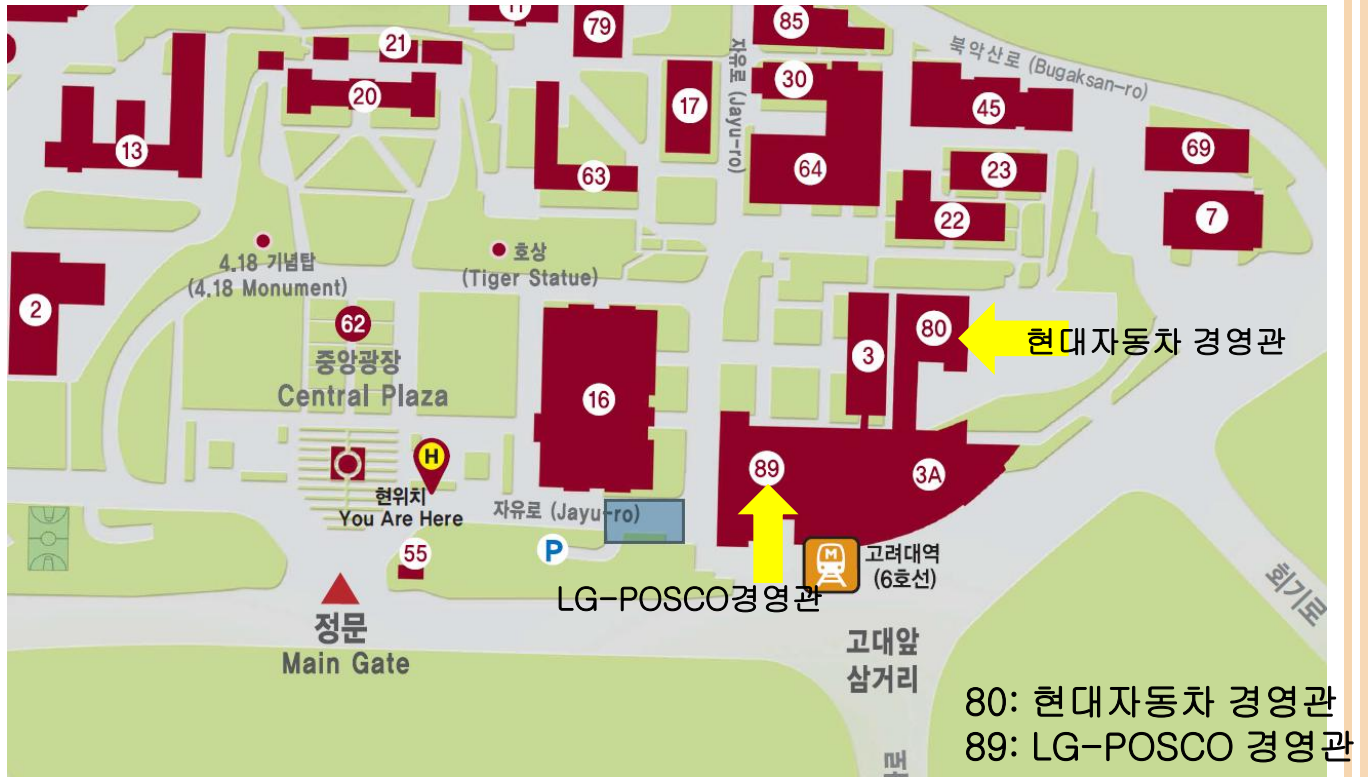 11
79
85
21
자유로 (Jayu-ro)
북악산로 (Bugaksan-ro)
20
17
30
45
13
63
64
23
69
22
7
4.18 기념탑
(4.18 Monument)
호상
(Tiger Statue)
2
62
중앙광장
Central Plaza
16
3
80
현대자동차 경영관
H
현위치
You Are Here
자유로 (Jayu-ro)
89
3A
55
P
M
고려대역
(6호선)
LG-POSCO경영관
정문
Main Gate
고대앞
삼거리
회기로
80: 현대자동차 경영관
89: LG-POSCO 경영관